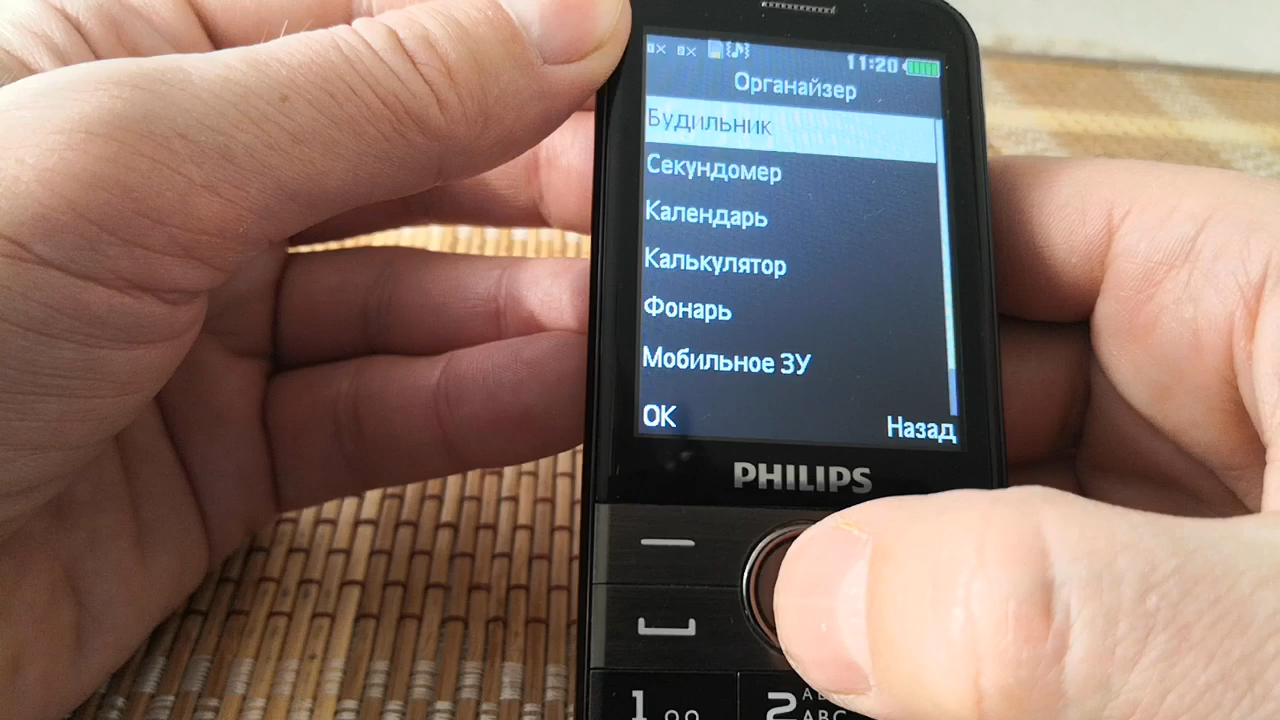 11:20
Органайзер
Будильник
Секундомер
Календарь
Калькулятор
Фонарь
Мобильное ЗУ
OK Назад
PHILIPS
1 2 ABC